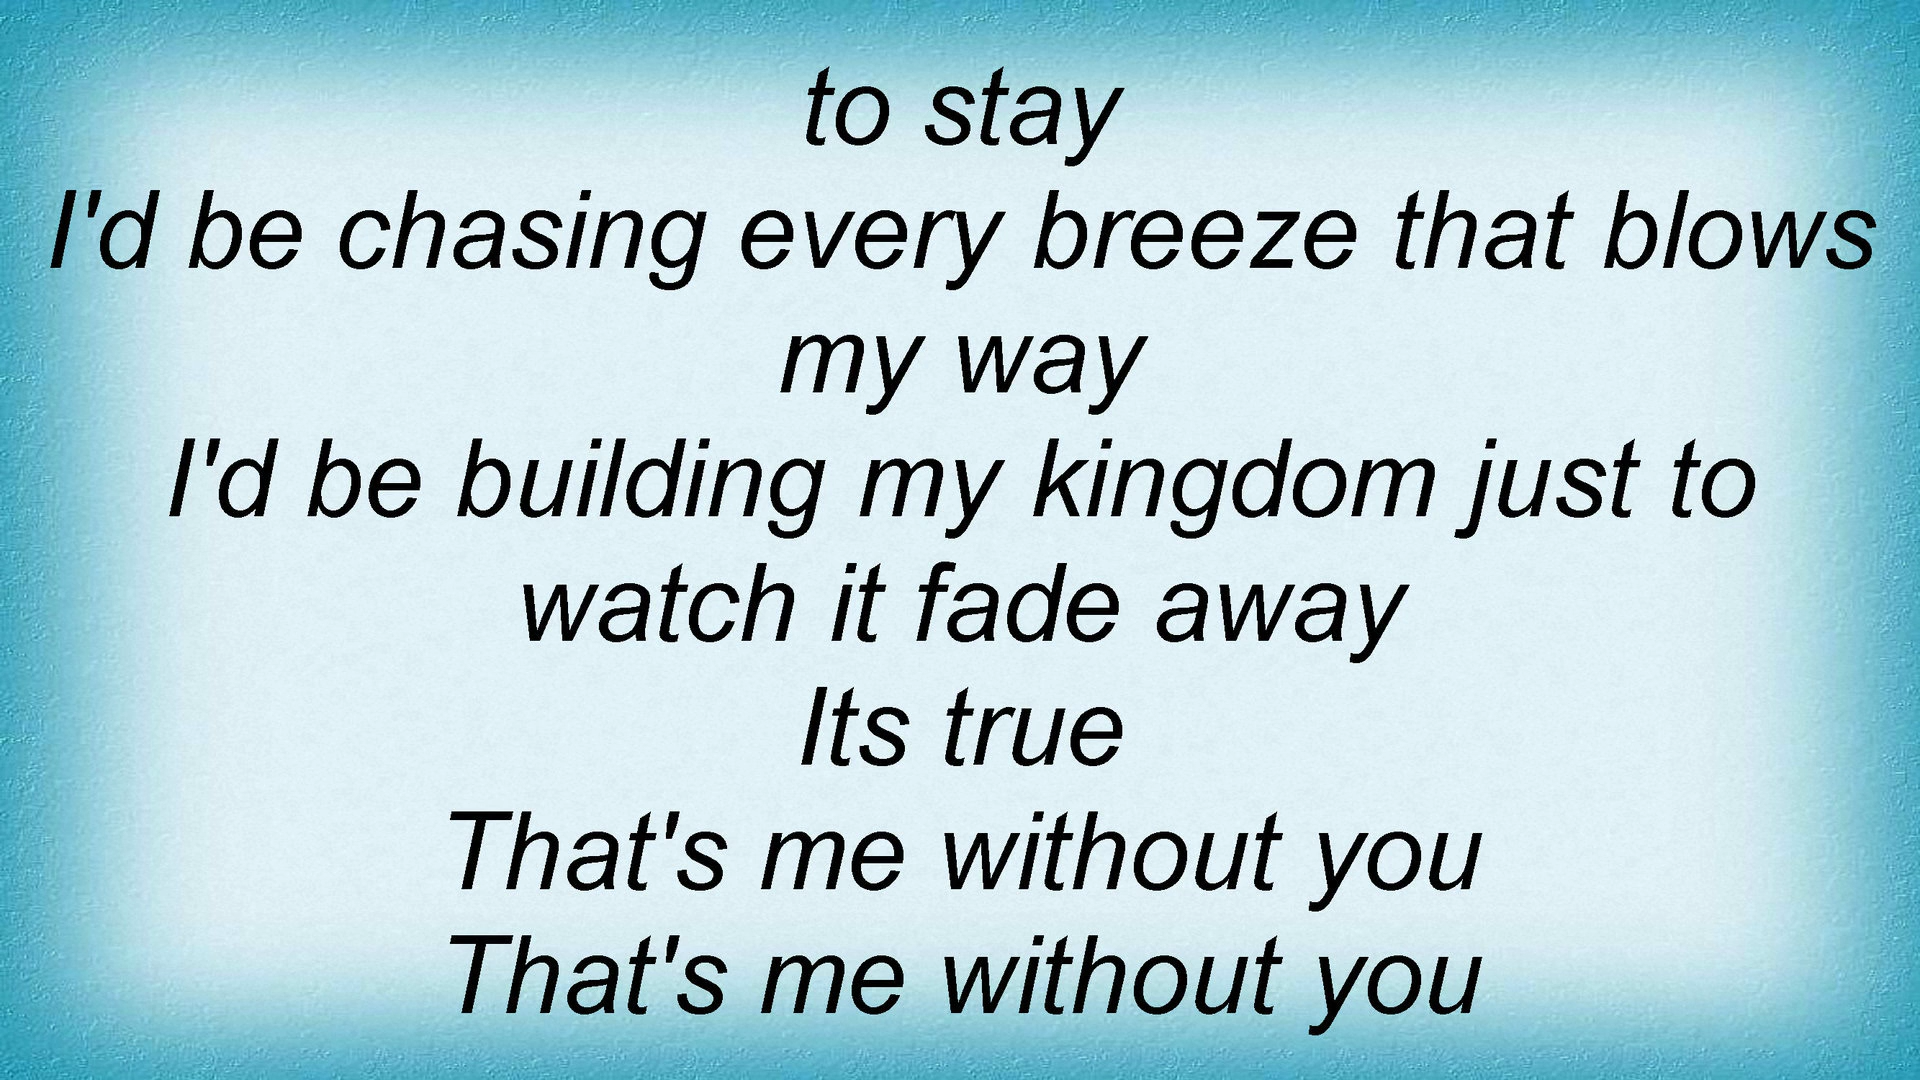 to stay
I'd be chasing every breeze that blows
my way
I'd be building my kingdom just to
watch it fade away
Its true
That's me without you
That's me without you